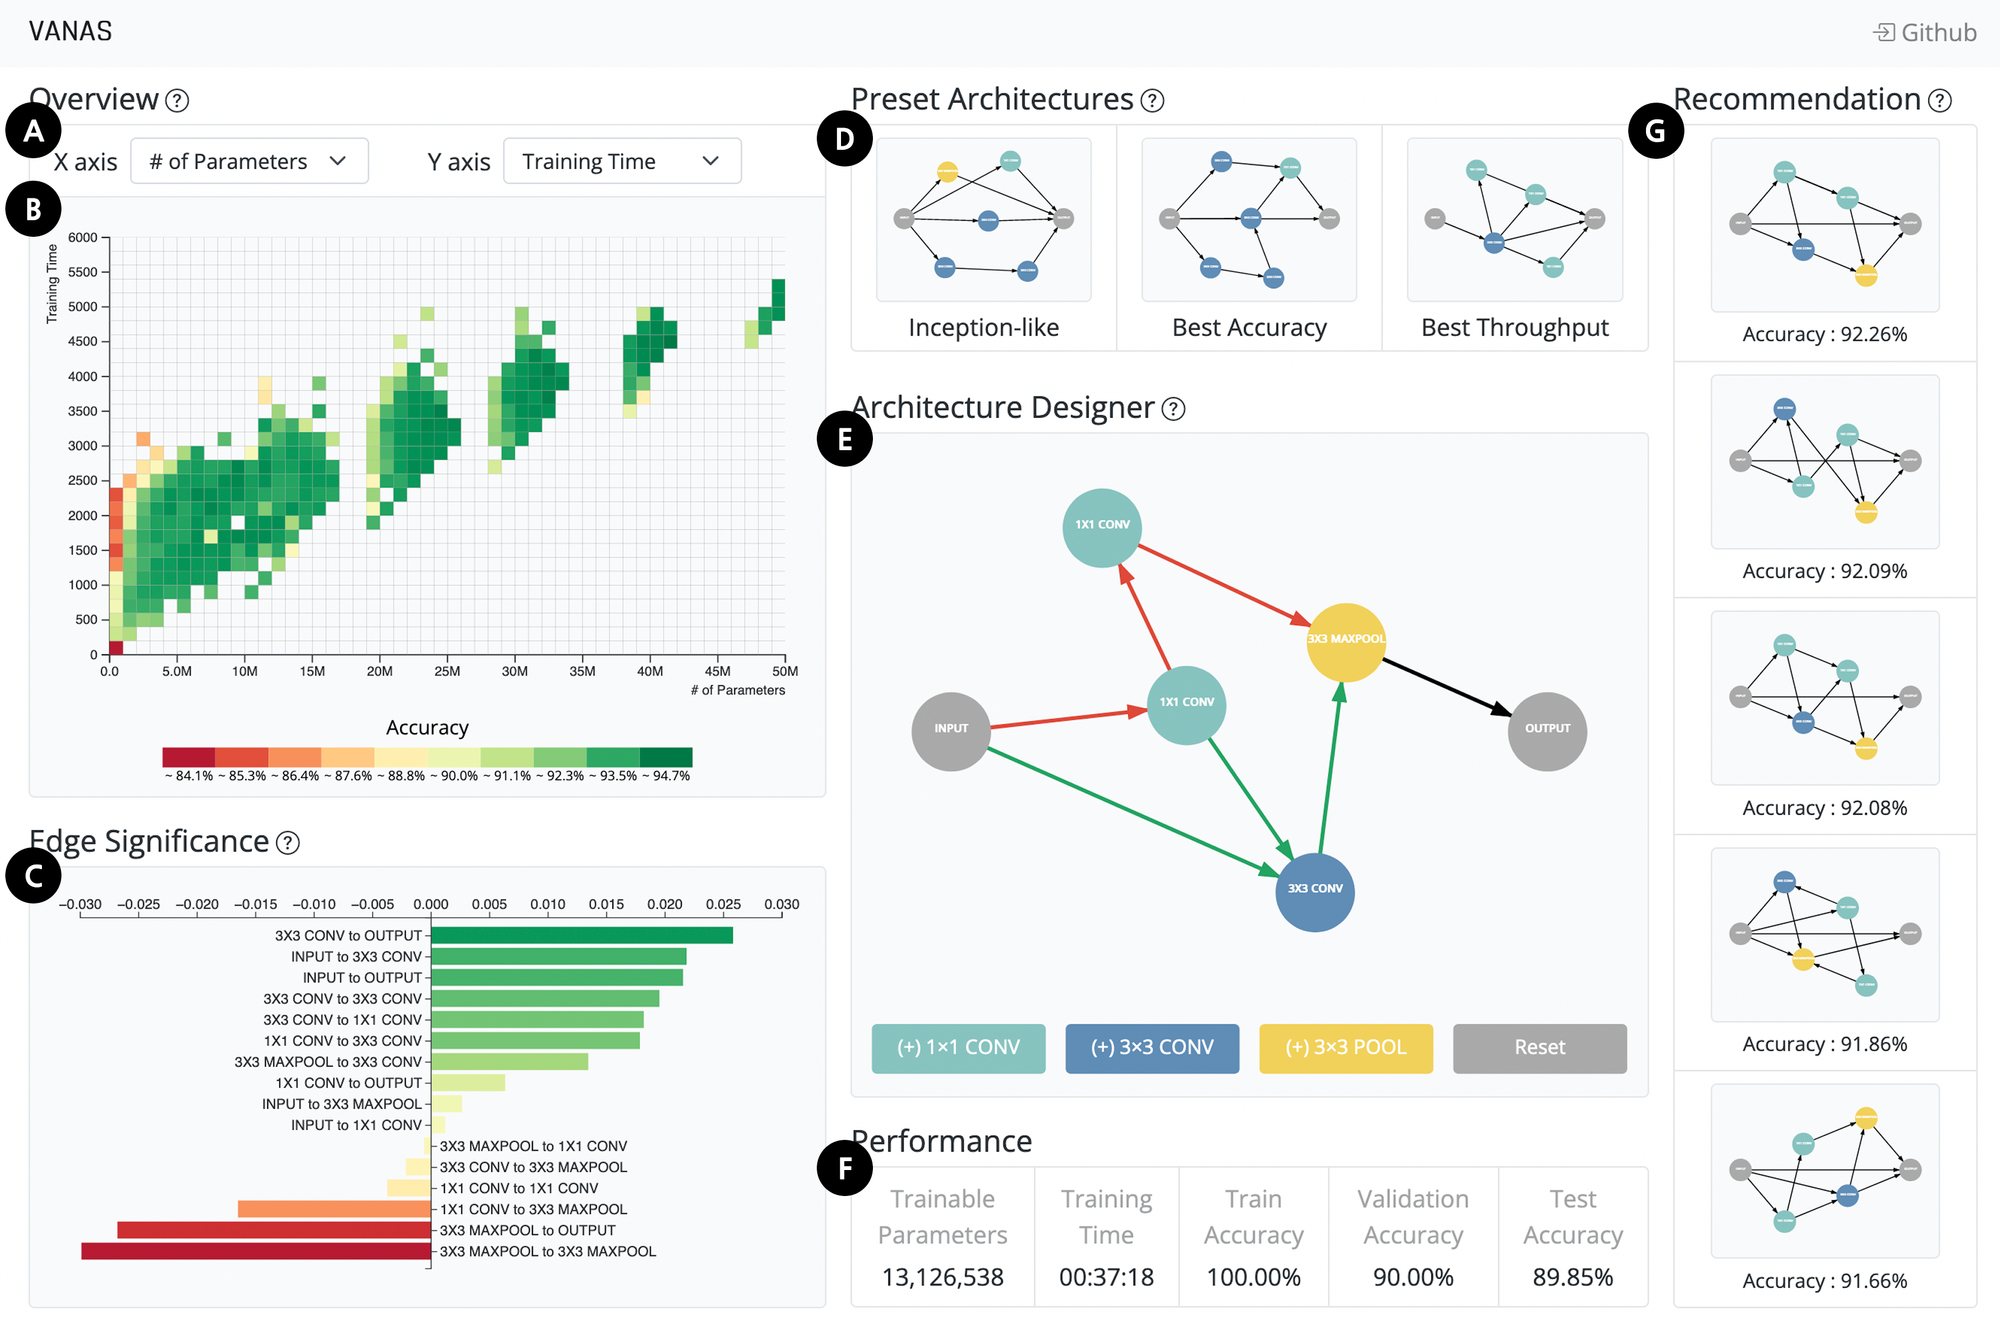 VANAS
Github
Overview ?
A
X axis
# of Parameters
Y axis
Training Time
B
Training Time
6000
5500
5000
4500
4000
3500
3000
2500
2000
1500
1000
500
0
0.0 5.0M 10M 15M 20M 25M 30M 35M 40M 45M 50M
# of Parameters
Accuracy
~ 84.1% ~ 85.3% ~ 86.4% ~ 87.6% ~ 88.8% ~ 90.0% ~ 91.1% ~ 92.3% ~ 93.5% ~ 94.7%
Edge Significance ?
C
−0.030 −0.025 −0.020 −0.015 −0.010 −0.005 0.000 0.005 0.010 0.015 0.020 0.025 0.030
3X3 CONV to OUTPUT
INPUT to 3X3 CONV
INPUT to OUTPUT
3X3 CONV to 3X3 CONV
3X3 CONV to 1X1 CONV
1X1 CONV to 3X3 CONV
3X3 MAXPOOL to 3X3 CONV
1X1 CONV to OUTPUT
INPUT to 3X3 MAXPOOL
INPUT to 1X1 CONV
3X3 MAXPOOL to 1X1 CONV
3X3 CONV to 3X3 MAXPOOL
1X1 CONV to 1X1 CONV
1X1 CONV to 3X3 MAXPOOL
3X3 MAXPOOL to OUTPUT
3X3 MAXPOOL to 3X3 MAXPOOL
Preset Architectures ?
D
Inception-like
Best Accuracy
Best Throughput
Architecture Designer ?
E
1X1 CONV
3X3 MAXPOOL
1X1 CONV
INPUT
OUTPUT
3X3 CONV
(+) 1×1 CONV
(+) 3×3 CONV
(+) 3×3 POOL
Reset
Performance
F
Trainable
Parameters
13,126,538
Training
Time
00:37:18
Train
Accuracy
100.00%
Validation
Accuracy
90.00%
Test
Accuracy
89.85%
Recommendation ?
G
Accuracy : 92.26%
Accuracy : 92.09%
Accuracy : 92.08%
Accuracy : 91.86%
Accuracy : 91.66%